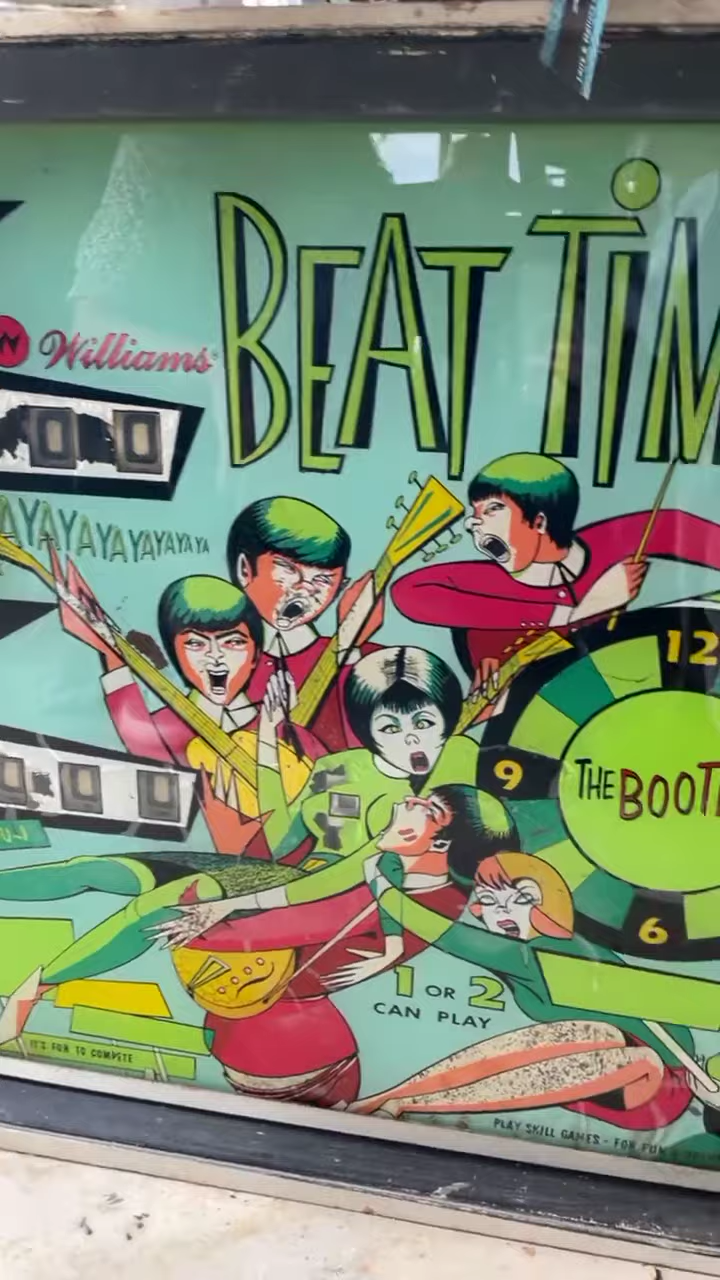 BEAT TIM
Williams
AYAYAYAYAYAYAYA
12
9
THE BOOT
6
1 OR 2
CAN PLAY
IT'S FUN TO COMPETE
PLAY SKILL GAMES - FOR FUN